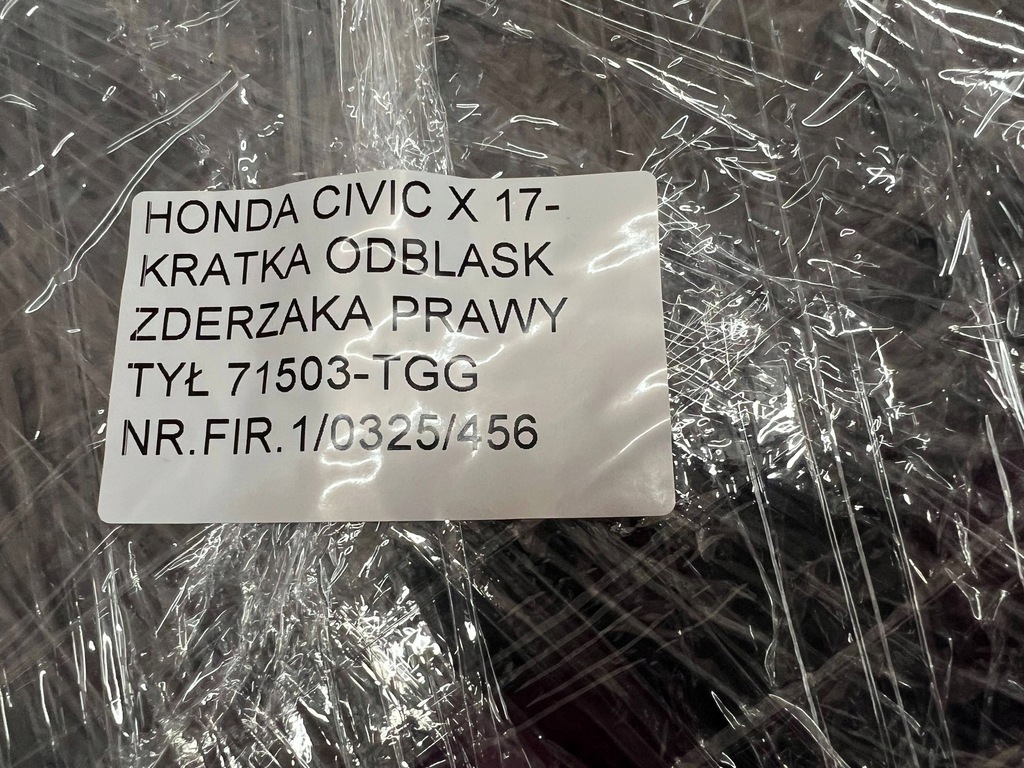 HONDA CIVIC X 17-
KRATKA ODBLASK
ZDERZAKA PRAWY
TYŁ 71503-TGG
NR.FIR.1/0325/456